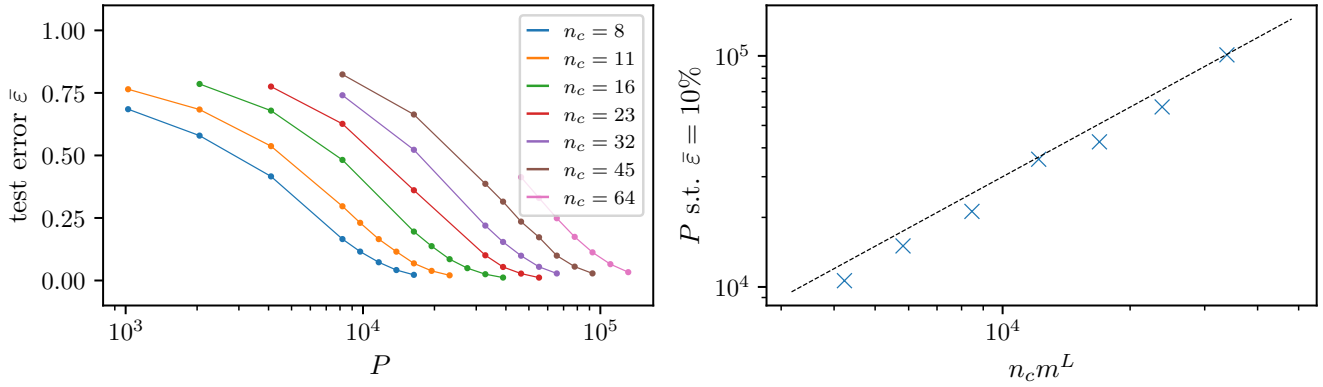 1.00
0.75
0.50
0.25
0.00
test error ε̄
10³
10⁴
10⁵
P
n_c = 8
n_c = 11
n_c = 16
n_c = 23
n_c = 32
n_c = 45
n_c = 64
10⁵
10⁴
P s.t. ε̄ = 10%
10⁴
n_c m^L